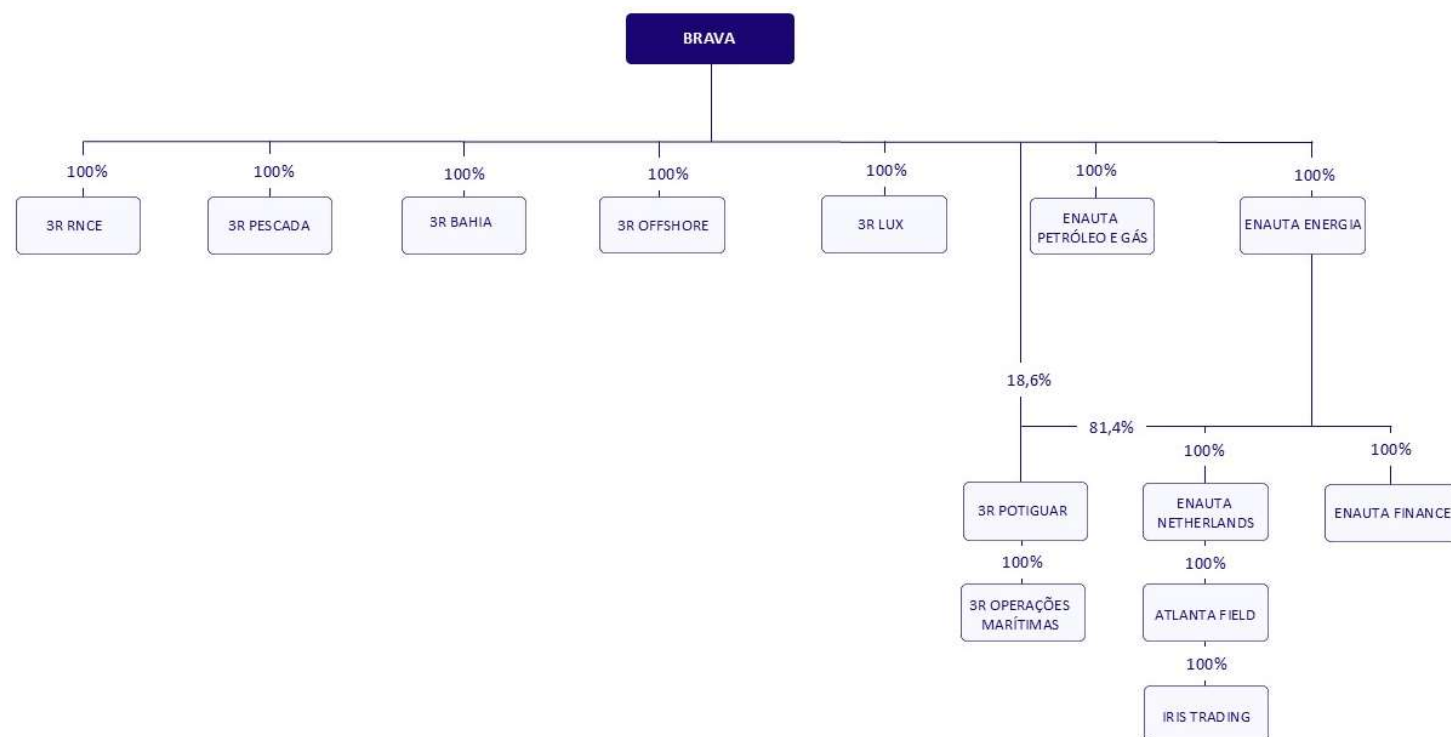 BRAVA
100%
100%
100%
100%
100%
100%
100%
3R RNCE
3R PESCADA
3R BAHIA
3R OFFSHORE
3R LUX
ENAUTA
PETRÓLEO E GÁS
ENAUTA ENERGIA
18,6%
81,4%
100%
100%
3R POTIGUAR
ENAUTA
NETHERLANDS
ENAUTA FINANCE
100%
100%
3R OPERAÇÕES
MARÍTIMAS
ATLANTA FIELD
100%
IRIS TRADING